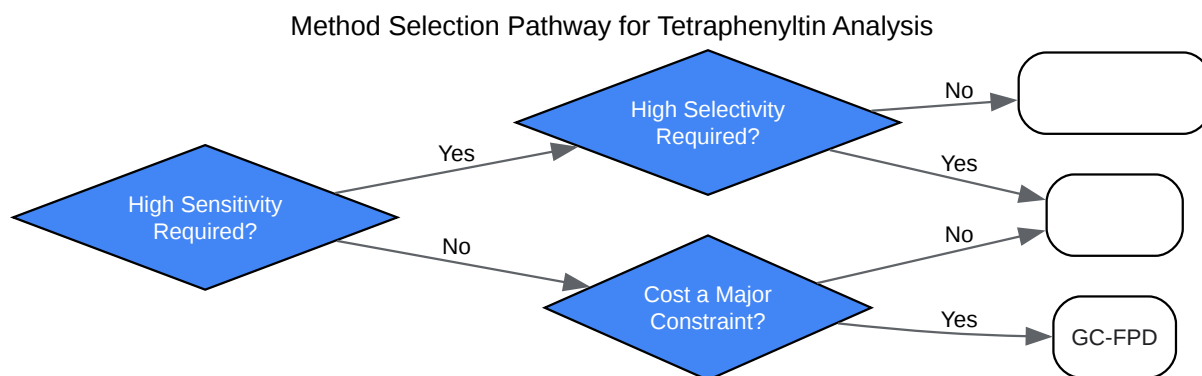 Method Selection Pathway for Tetraphenyltin Analysis
High Sensitivity
Required?
Yes
No
High Selectivity
Required?
No
Yes
Cost a Major
Constraint?
No
Yes
GC-FPD